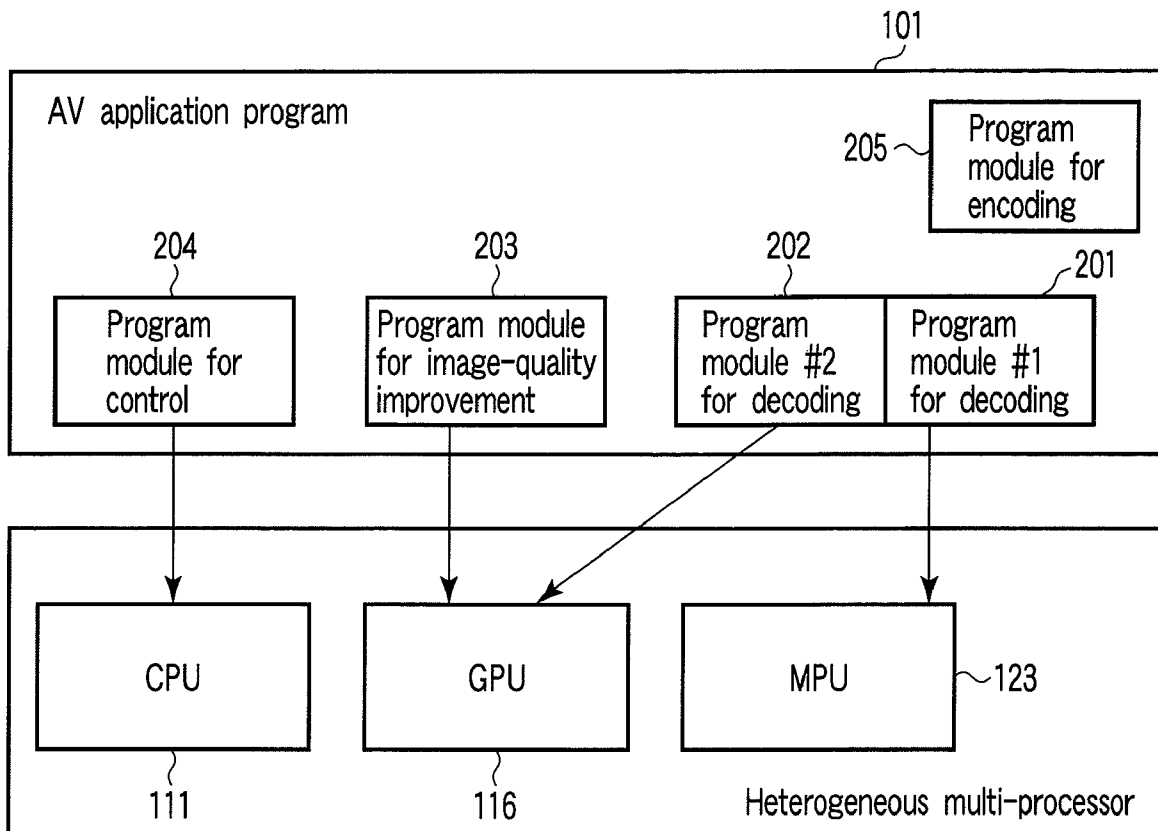 101
AV application program
205
Program
module for
encoding
204
Program
module for
control
203
Program module
for image-quality
improvement
202
Program
module #2
for decoding
201
Program
module #1
for decoding
CPU
GPU
MPU
123
111
116
Heterogeneous multi-processor